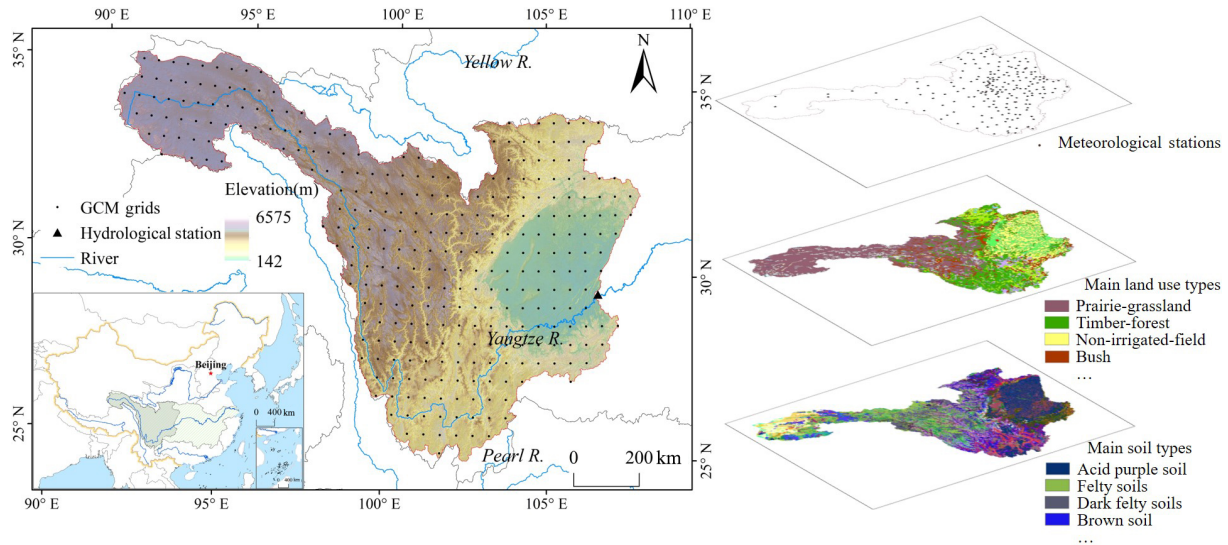 90° E
95° E
100° E
105° E
110° E
35° N
30° N
25° N
N
Yellow R.
Yangtze R.
Pearl R.
Elevation(m)
6575
142
GCM grids
Hydrological station
River
Beijing
0 400 km
0 400 km
0 200 km
90° E
95° E
100° E
105° E
35° N
30° N
25° N
Meteorological stations
Main land use types
Prairie-grassland
Timber-forest
Non-irrigated-field
Bush
…
Main soil types
Acid purple soil
Felty soils
Dark felty soils
Brown soil
…